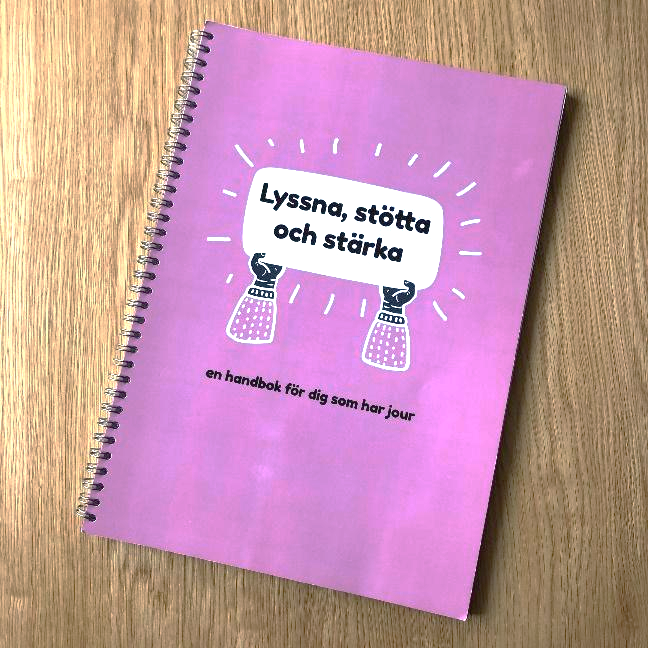 Lyssna, stötta
och stärka
en handbok för dig som har jour